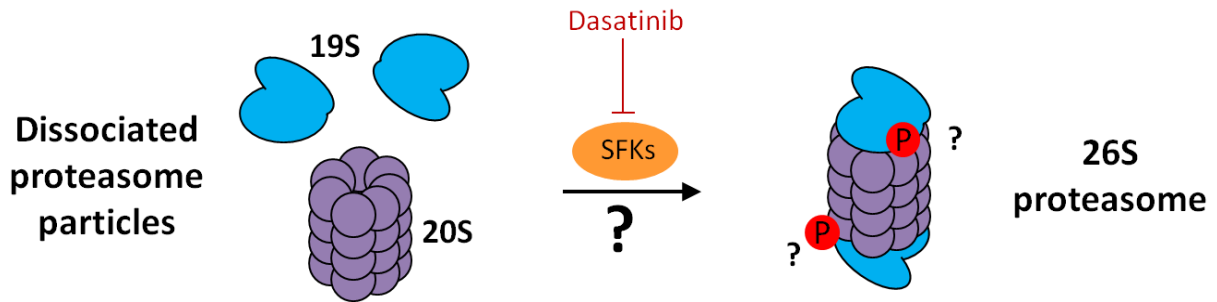 Dissociated
proteasome
particles
19S
20S
Dasatinib
SFKs
?
P
?
P
?
26S
proteasome